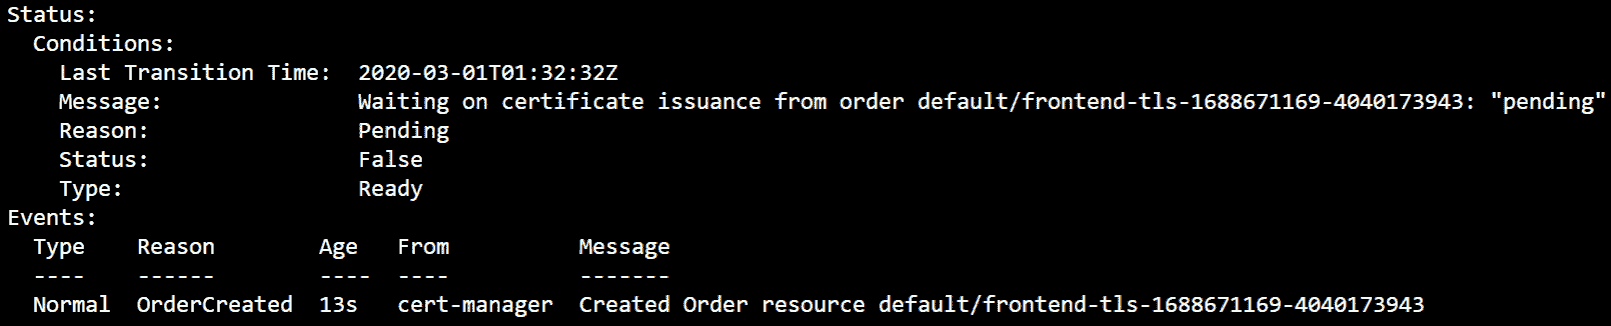 Status:
  Conditions:
    Last Transition Time:  2020-03-01T01:32:32Z
    Message:               Waiting on certificate issuance from order default/frontend-tls-1688671169-4040173943: "pending"
    Reason:                Pending
    Status:                False
    Type:                  Ready
Events:
  Type    Reason        Age   From          Message
  ----    ------        ----  ----          -------
  Normal  OrderCreated  13s   cert-manager  Created Order resource default/frontend-tls-1688671169-4040173943